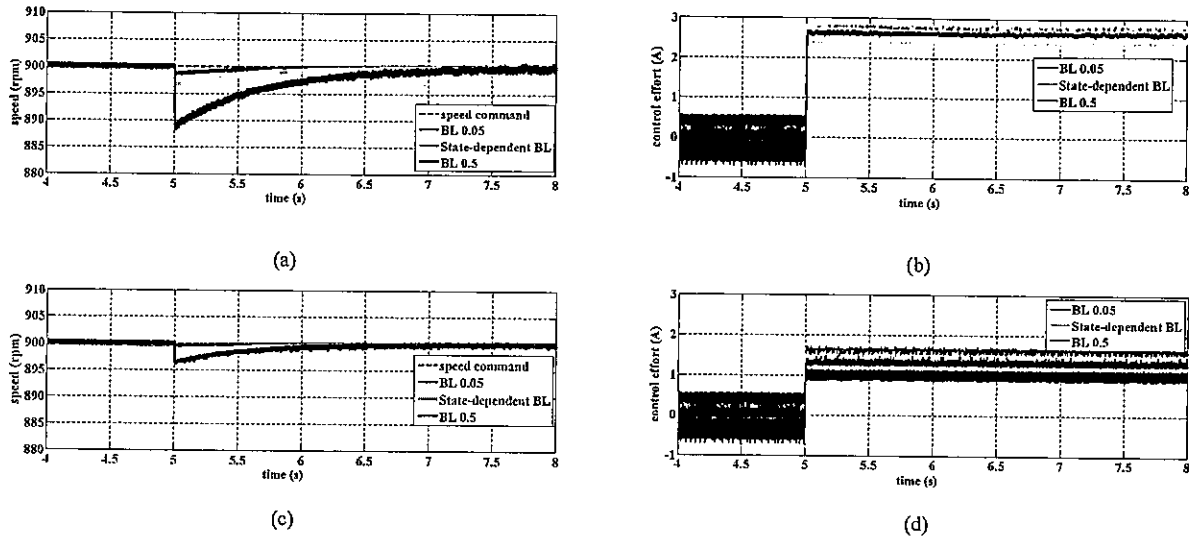 910
905
900
895
890
885
880
speed (rpm)
speed command
BL 0.05
State-dependent BL
BL 0.5
4 4.5 5 5.5 6 6.5 7 7.5 8
time (s)
(a)
3
2
1
0
-1
control effort (A)
BL 0.05
State-dependent BL
BL 0.5
4 4.5 5 5.5 6 6.5 7 7.5 8
time (s)
(b)
910
905
900
895
890
885
880
speed (rpm)
speed command
BL 0.05
State-dependent BL
BL 0.5
4 4.5 5 5.5 6 6.5 7 7.5 8
time (s)
(c)
3
2
1
0
-1
control effort (A)
BL 0.05
State-dependent BL
BL 0.5
4 4.5 5 5.5 6 6.5 7 7.5 8
time (s)
(d)